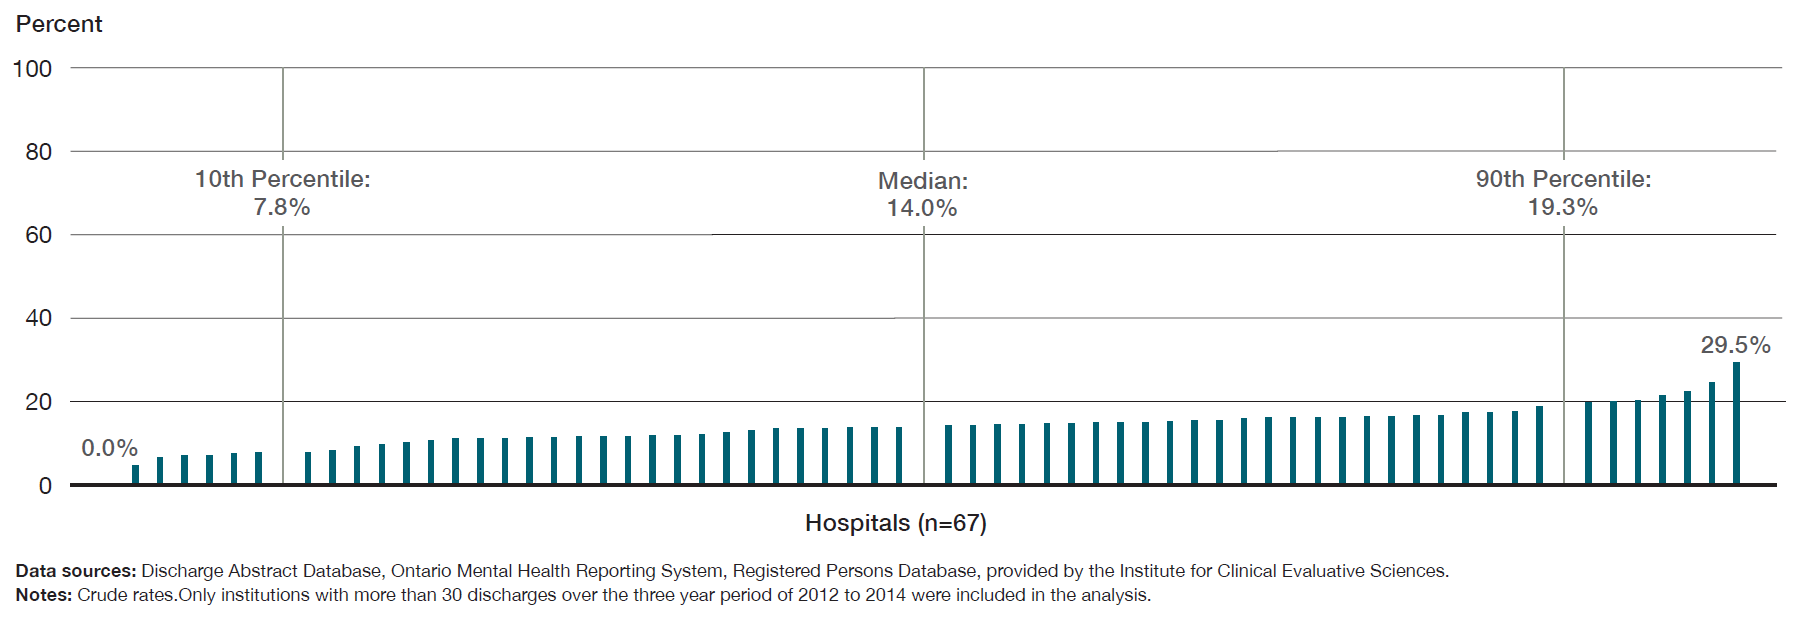 Percent
100
80
10th Percentile:
7.8%
Median:
14.0%
90th Percentile:
19.3%
60
40
29.5%
20
0.0%
0
Hospitals (n=67)
Data sources: Discharge Abstract Database, Ontario Mental Health Reporting System, Registered Persons Database, provided by the Institute for Clinical Evaluative Sciences.
Notes: Crude rates.Only institutions with more than 30 discharges over the three year period of 2012 to 2014 were included in the analysis.